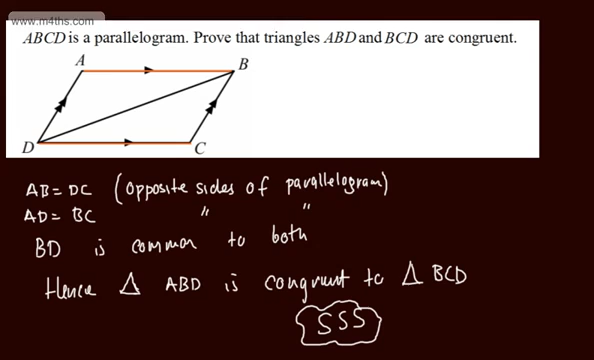 www.m4ths.com
ABCD is a parallelogram. Prove that triangles ABD and BCD are congruent.
A
B
D
C
AB = DC (opposite sides of parallelogram)
AD = BC " "
BD is common to both
Hence Δ ABD is congruent to Δ BCD
SSS